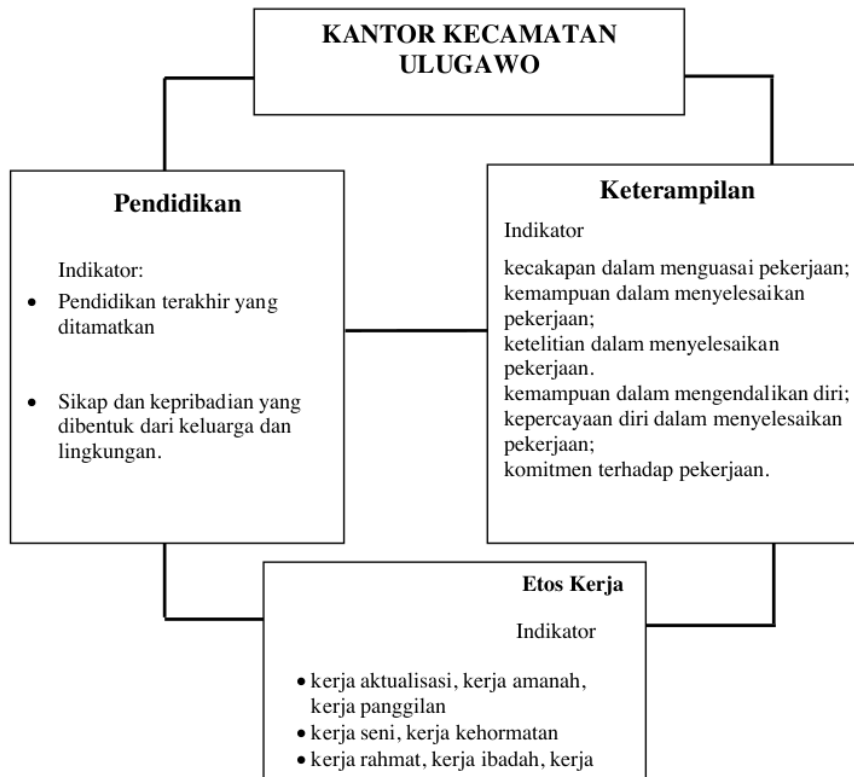 KANTOR KECAMATAN
ULUGAWO
Pendidikan
Indikator:
• Pendidikan terakhir yang
ditamatkan
• Sikap dan kepribadian yang
dibentuk dari keluarga dan
lingkungan.
Keterampilan
Indikator
kecakapan dalam menguasai pekerjaan;
kemampuan dalam menyelesaikan
pekerjaan;
ketelitian dalam menyelesaikan
pekerjaan.
kemampuan dalam mengendalikan diri;
kepercayaan diri dalam menyelesaikan
pekerjaan;
komitmen terhadap pekerjaan.
Etos Kerja
Indikator
• kerja aktualisasi, kerja amanah,
kerja panggilan
• kerja seni, kerja kehormatan
• kerja rahmat, kerja ibadah, kerja